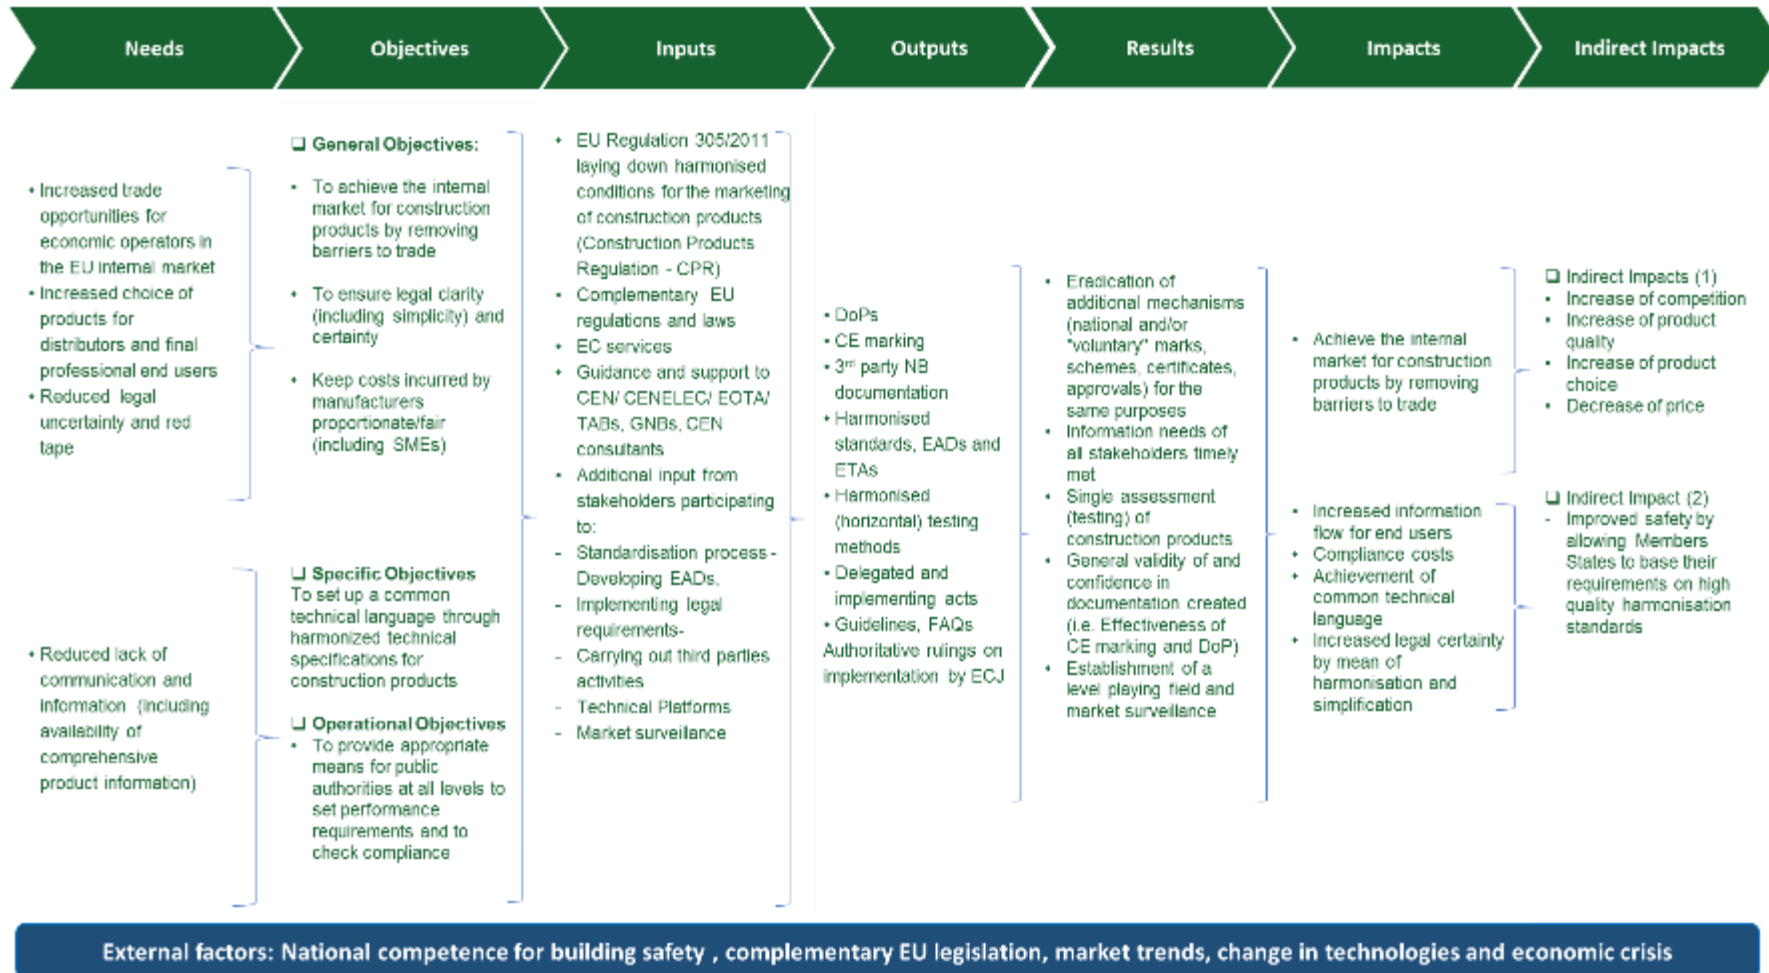 Needs
Objectives
Inputs
Outputs
Results
Impacts
Indirect Impacts
• Increased trade
opportunities for
economic operators in
the EU internal market
• Increased choice of
products for
distributors and final
professional end users
• Reduced legal
uncertainty and red
tape
• Reduced lack of
communication and
information (including
availability of
comprehensive
product information)
❑ General Objectives:
• To achieve the internal
market for construction
products by removing
barriers to trade
• To ensure legal clarity
(including simplicity) and
certainty
• Keep costs incurred by
manufacturers
proportionate/fair
(including SMEs)
❑ Specific Objectives
To set up a common
technical language through
harmonized technical
specifications for
construction products
❑ Operational Objectives
• To provide appropriate
means for public
authorities at all levels to
set performance
requirements and to
check compliance
• EU Regulation 305/2011
laying down harmonised
conditions for the marketing
of construction products
(Construction Products
Regulation - CPR)
• Complementary EU
regulations and laws
• EC services
• Guidance and support to
CEN/ CENELEC/ EOTA/
TABs, GNBs, CEN
consultants
• Additional input from
stakeholders participating
to:
- Standardisation process -
Developing EADs,
- Implementing legal
requirements-
- Carrying out third parties
activities
- Technical Platforms
- Market surveillance
• DoPs
• CE marking
• 3rd party NB
documentation
• Harmonised
standards, EADs and
ETAs
• Harmonised
(horizontal) testing
methods
• Delegated and
implementing acts
• Guidelines, FAQs
Authoritative rulings on
implementation by ECJ
• Eradication of
additional mechanisms
(national and/or
"voluntary" marks,
schemes, certificates,
approvals) for the
same purposes
• Information needs of
all stakeholders timely
met
• Single assessment
(testing) of
construction products
• General validity of and
confidence in
documentation created
(i.e. Effectiveness of
CE marking and DoP)
• Establishment of a
level playing field and
market surveillance
• Achieve the internal
market for construction
products by removing
barriers to trade
• Increased information
flow for end users
• Compliance costs
• Achievement of
common technical
language
• Increased legal certainty
by mean of
harmonisation and
simplification
❑ Indirect Impacts (1)
• Increase of competition
• Increase of product
quality
• Increase of product
choice
• Decrease of price
❑ Indirect Impact (2)
- Improved safety by
allowing Members
States to base their
requirements on high
quality harmonisation
standards
External factors: National competence for building safety , complementary EU legislation, market trends, change in technologies and economic crisis